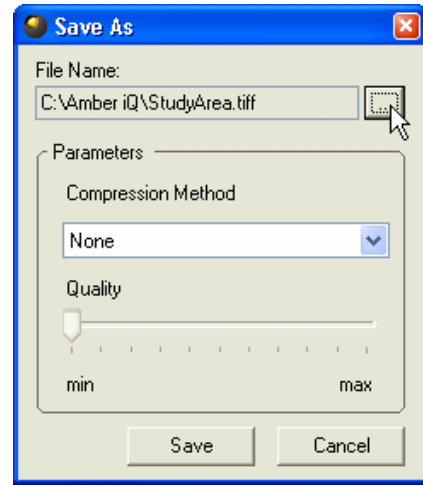 Save As
File Name:
C:\Amber iQ\StudyArea.tiff
...
Parameters
Compression Method
None
Quality
min max
Save Cancel